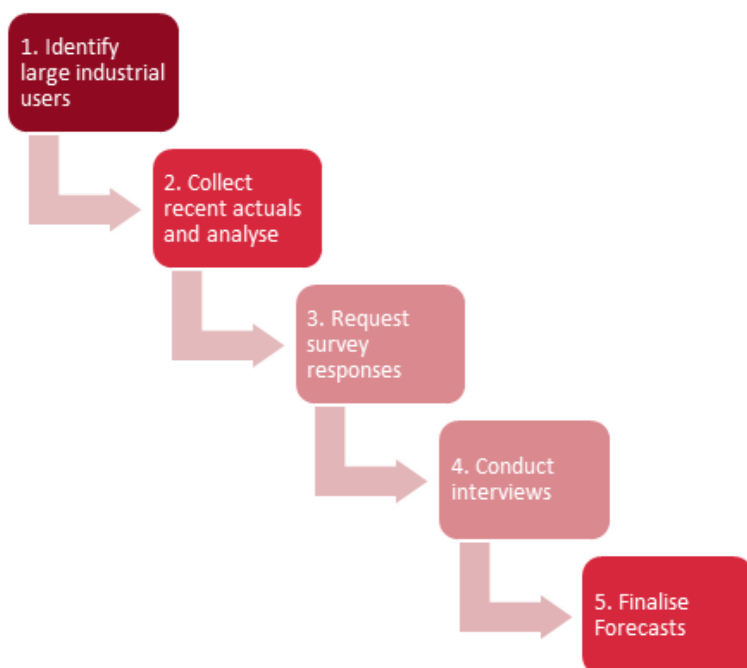 1. Identify
large industrial
users
2. Collect
recent actuals
and analyse
3. Request
survey
responses
4. Conduct
interviews
5. Finalise
Forecasts